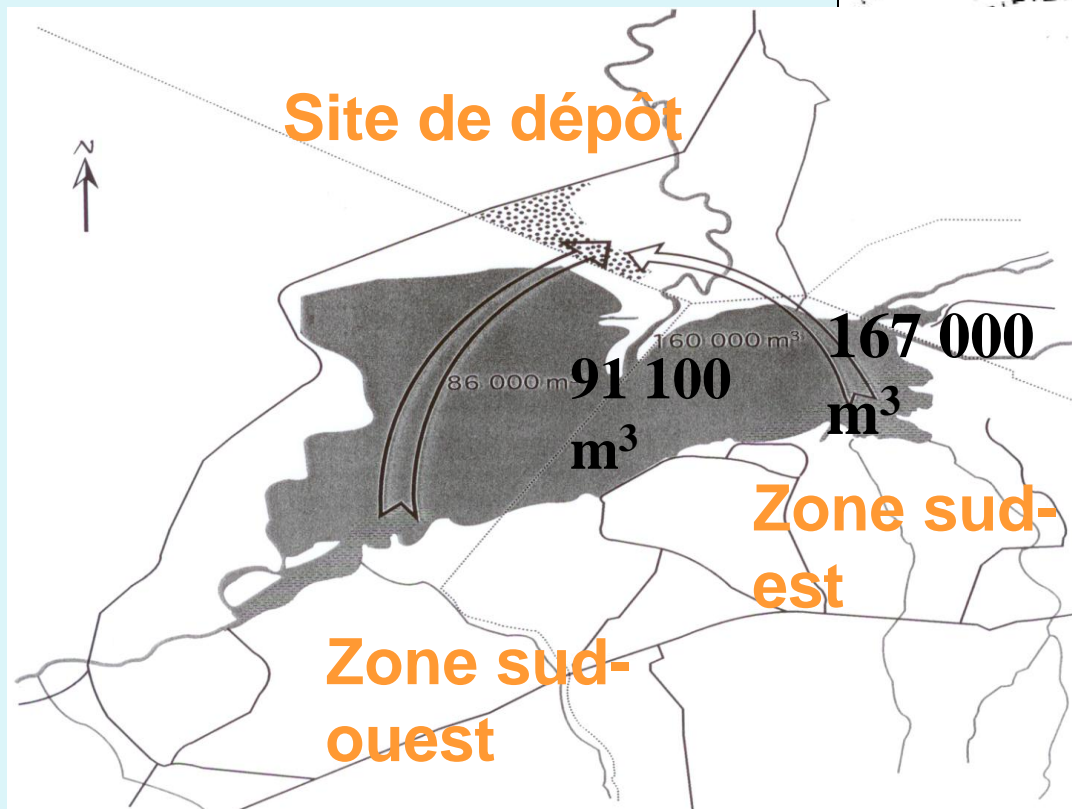 Site de dépôt
N
160 000 m³
167 000
m³
86 000 m
91 100
m³
Zone sud-
est
Zone sud-
ouest